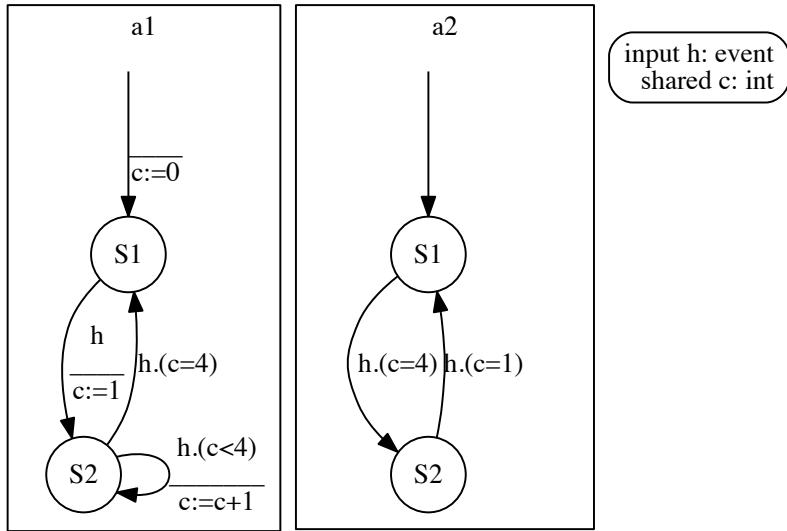 a1
c:=0
S1
h
c:=1
h.(c=4)
S2
h.(c<4)
c:=c+1
a2
S1
h.(c=4)
h.(c=1)
S2
input h: event
shared c: int